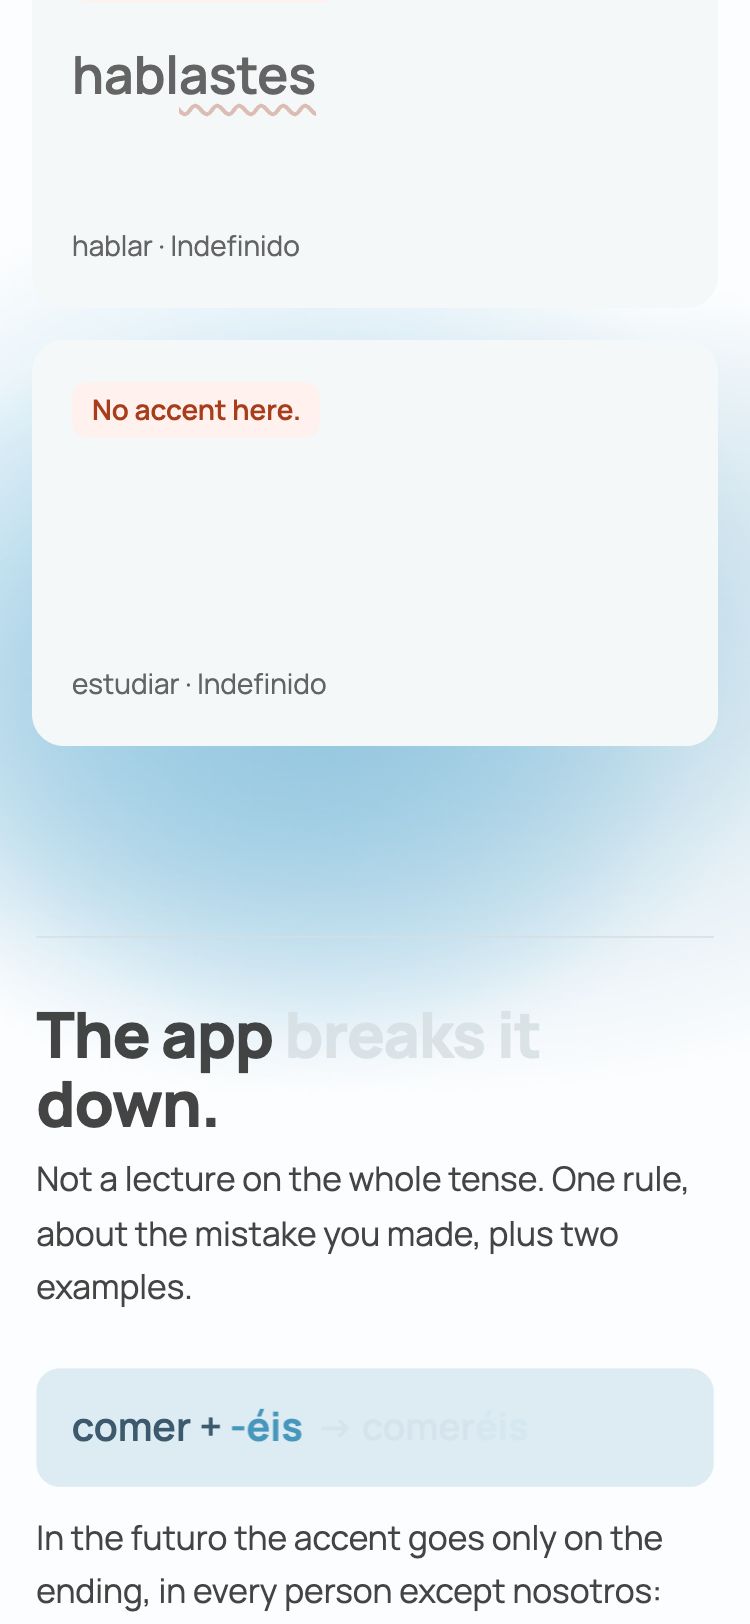 hablastes
hablar · Indefinido
No accent here.
estudiar · Indefinido
The app breaks it
down.
Not a lecture on the whole tense. One rule,
about the mistake you made, plus two
examples.
comer + -éis → comeréis
In the futuro the accent goes only on the
ending, in every person except nosotros: